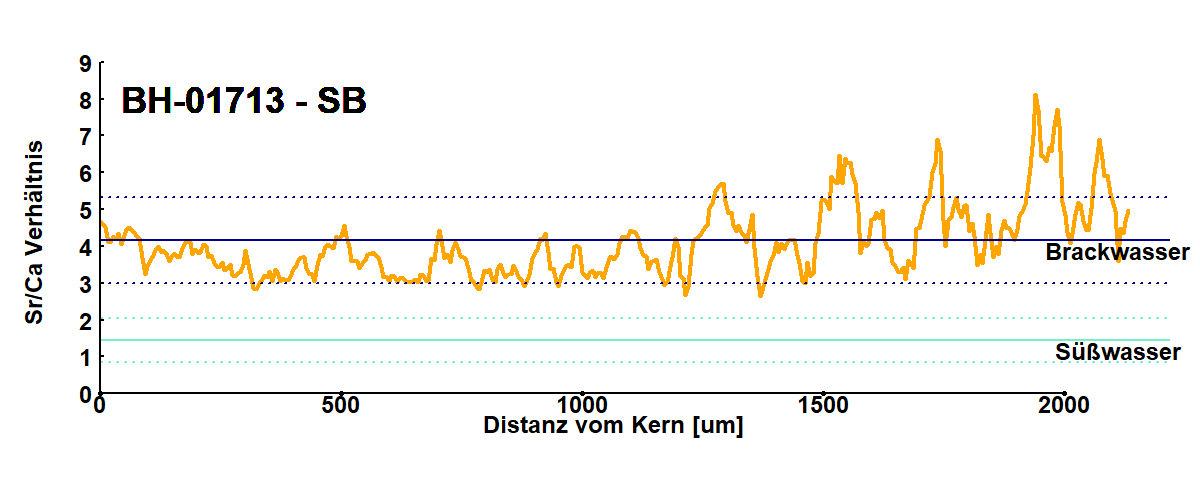 BH-01713 - SB
Sr/Ca Verhältnis
9
8
7
6
5
4
3
2
1
0
Brackwasser
Süßwasser
0 500 1000 1500 2000
Distanz vom Kern [um]